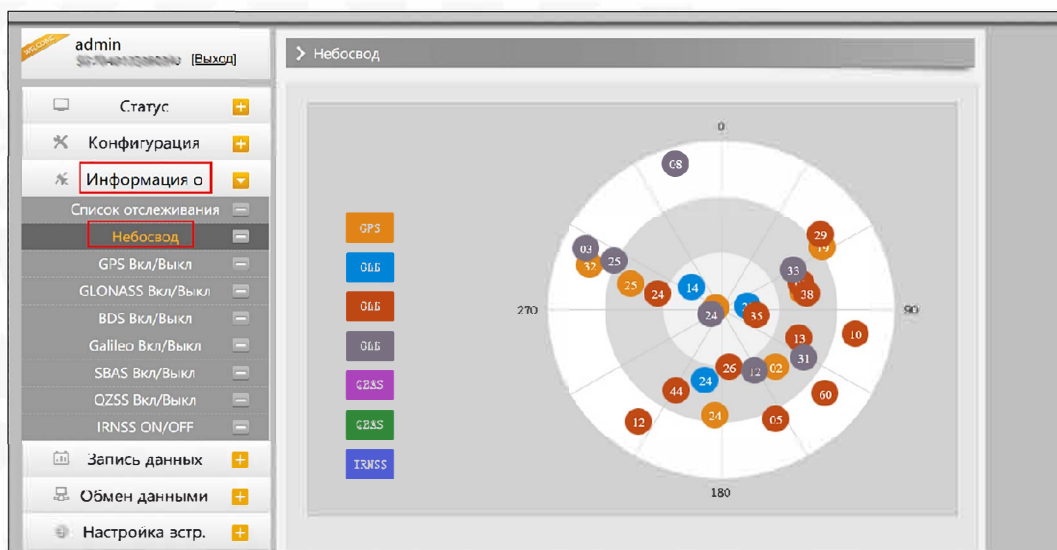 WELCOME
admin
[Выход]
Статус
Конфигурация
Информация о
Список отслеживания
Небосвод
GPS Вкл/Выкл
GLONASS Вкл/Выкл
BDS Вкл/Выкл
Galileo Вкл/Выкл
SBAS Вкл/Выкл
QZSS Вкл/Выкл
IRNSS ON/OFF
Запись данных
Обмен данными
Настройка встр.
Небосвод
GPS
IRNSS
0
08
29
19
03
32
25
33
25
24
14
38
270
24
35
90
10
13
31
26
12
02
24
44
60
12
24
05
180